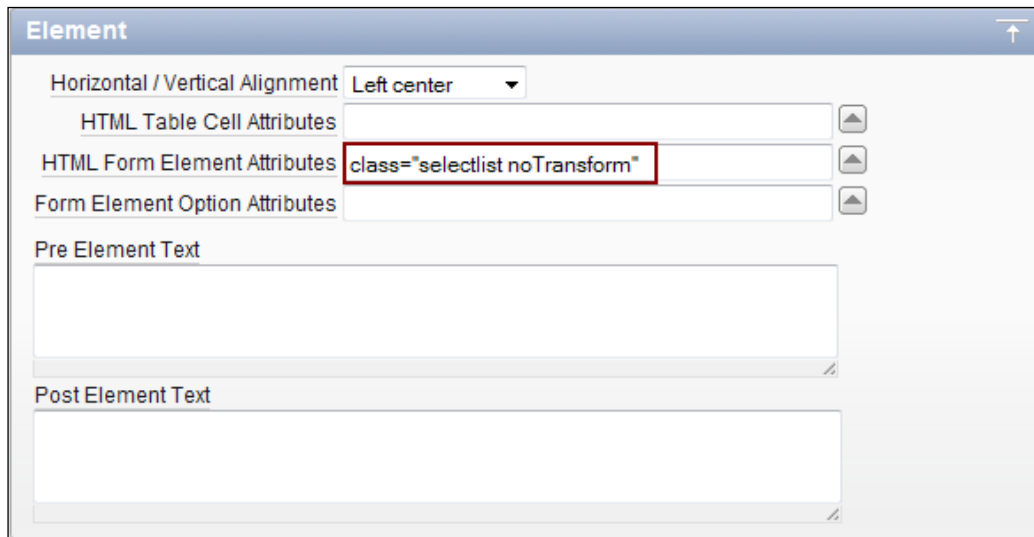 Element
Horizontal / Vertical Alignment Left center
HTML Table Cell Attributes
HTML Form Element Attributes class="selectlist noTransform"
Form Element Option Attributes
Pre Element Text
Post Element Text